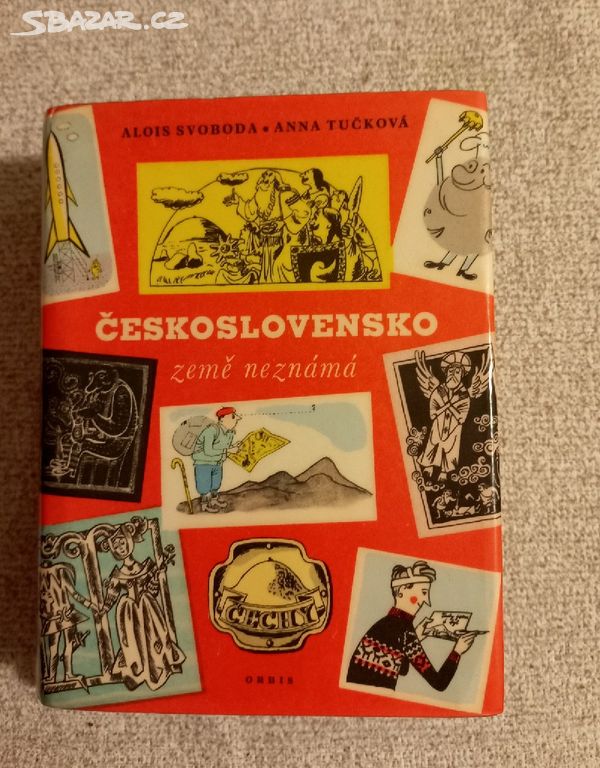 SBAZAR.CZ
ALOIS SVOBODA • ANNA TUČKOVÁ
ČESKOSLOVENSKO
země neznámá
ČECHY
ORBIS